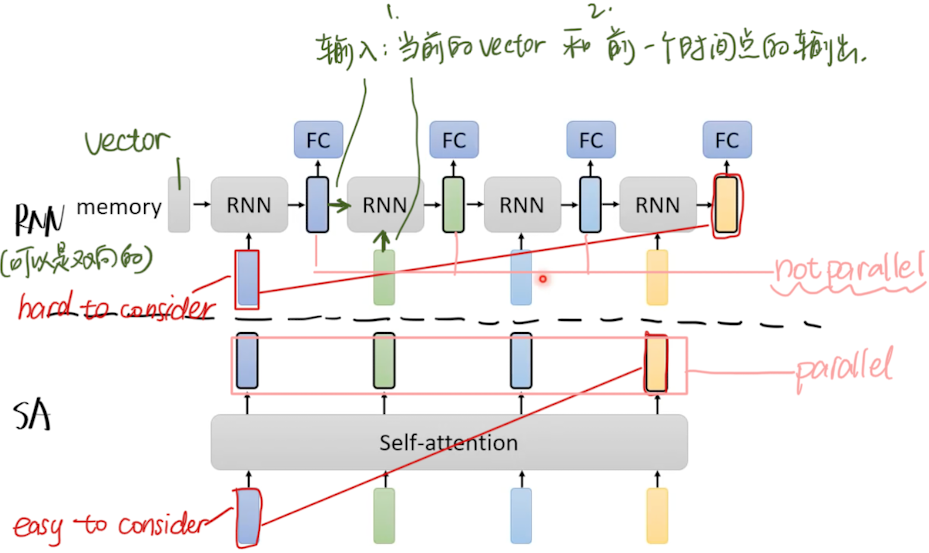 1.
2.
输入:当前的vector 和 前一个时间点的输出.
vector
FC
FC
FC
FC
memory
RNN
RNN
RNN
RNN
RNN
(可以是双向的)
hard to consider
not parallel
parallel
SA
Self-attention
easy to consider